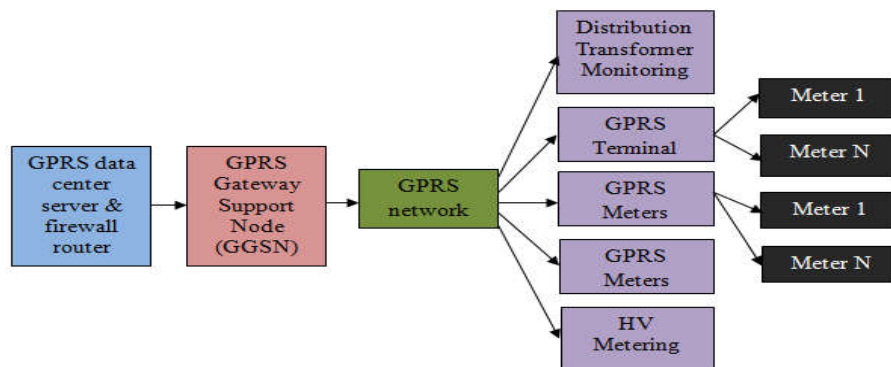 GPRS data
center
server &
firewall
router
GPRS
Gateway
Support
Node
(GGSN)
GPRS
network
Distribution
Transformer
Monitoring
GPRS
Terminal
GPRS
Meters
GPRS
Meters
HV
Metering
Meter 1
Meter N
Meter 1
Meter N